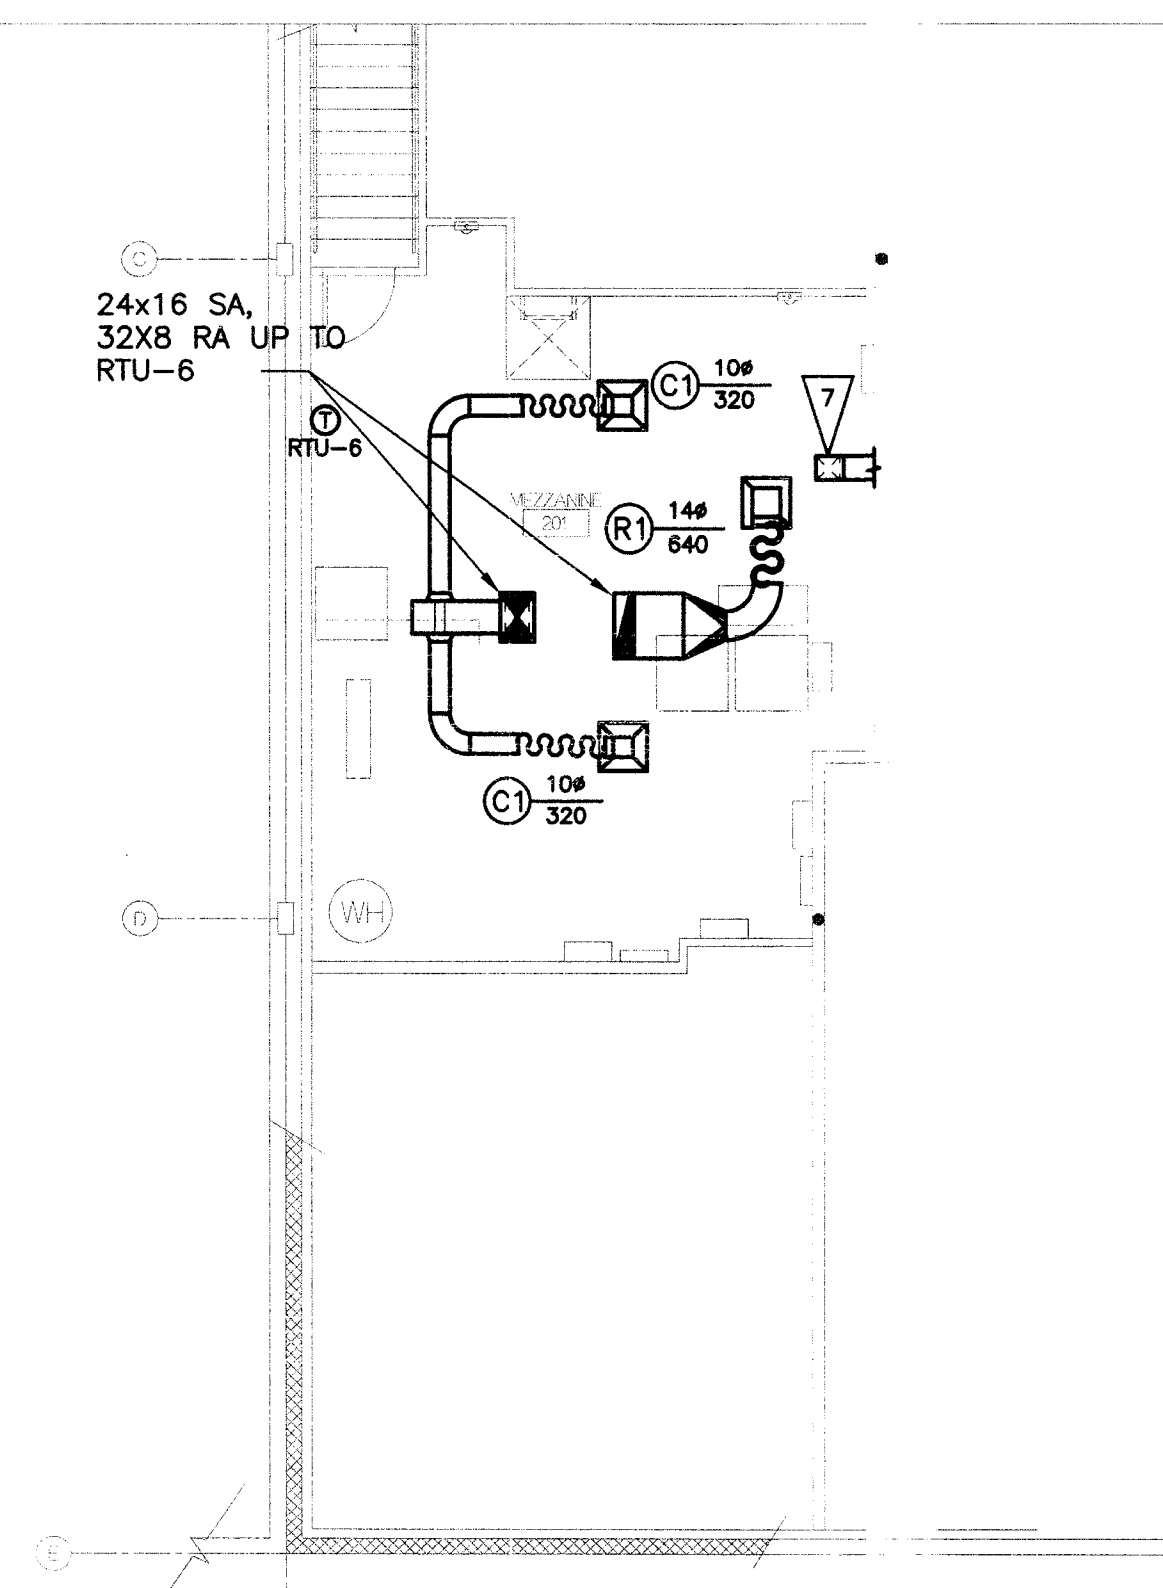 C
24x16 SA,
32X8 RA UP TO
RTU-6
T
RTU-6
C1 10ø
320
7
MEZZANINE
201
R1 14ø
640
C1 10ø
320
WH
D
E